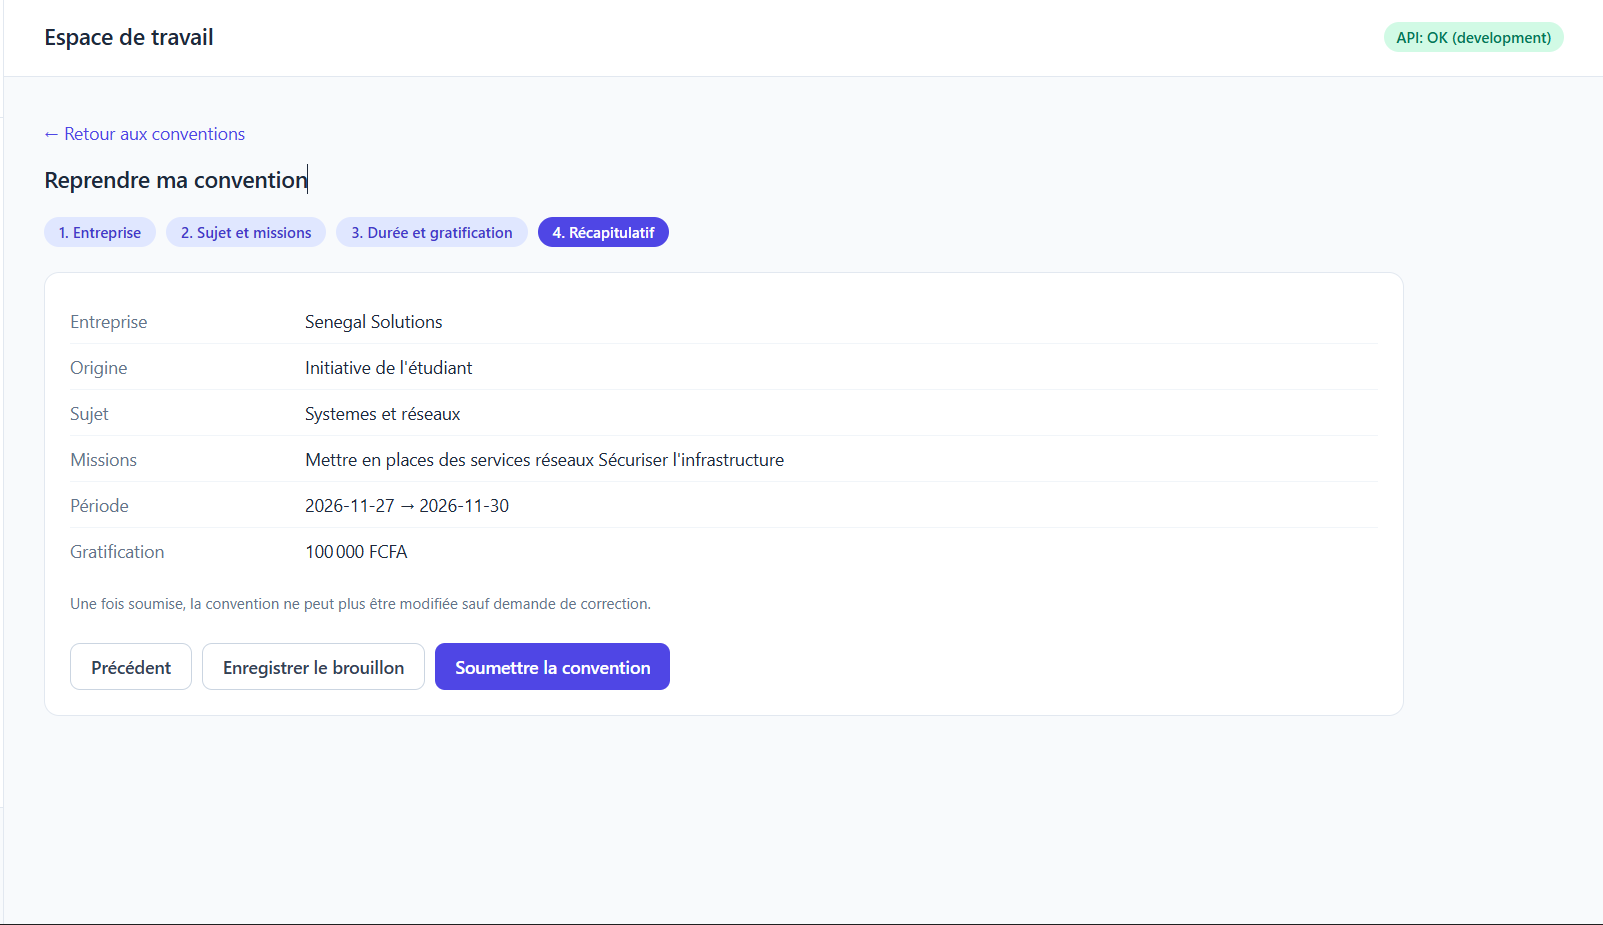 Espace de travail
API: OK (development)
← Retour aux conventions
Reprendre ma convention
1. Entreprise 2. Sujet et missions 3. Durée et gratification 4. Récapitulatif
Entreprise Senegal Solutions
Origine Initiative de l'étudiant
Sujet Systemes et réseaux
Missions Mettre en places des services réseaux Sécuriser l'infrastructure
Période 2026-11-27 → 2026-11-30
Gratification 100 000 FCFA
Une fois soumise, la convention ne peut plus être modifiée sauf demande de correction.
Précédent Enregistrer le brouillon Soumettre la convention